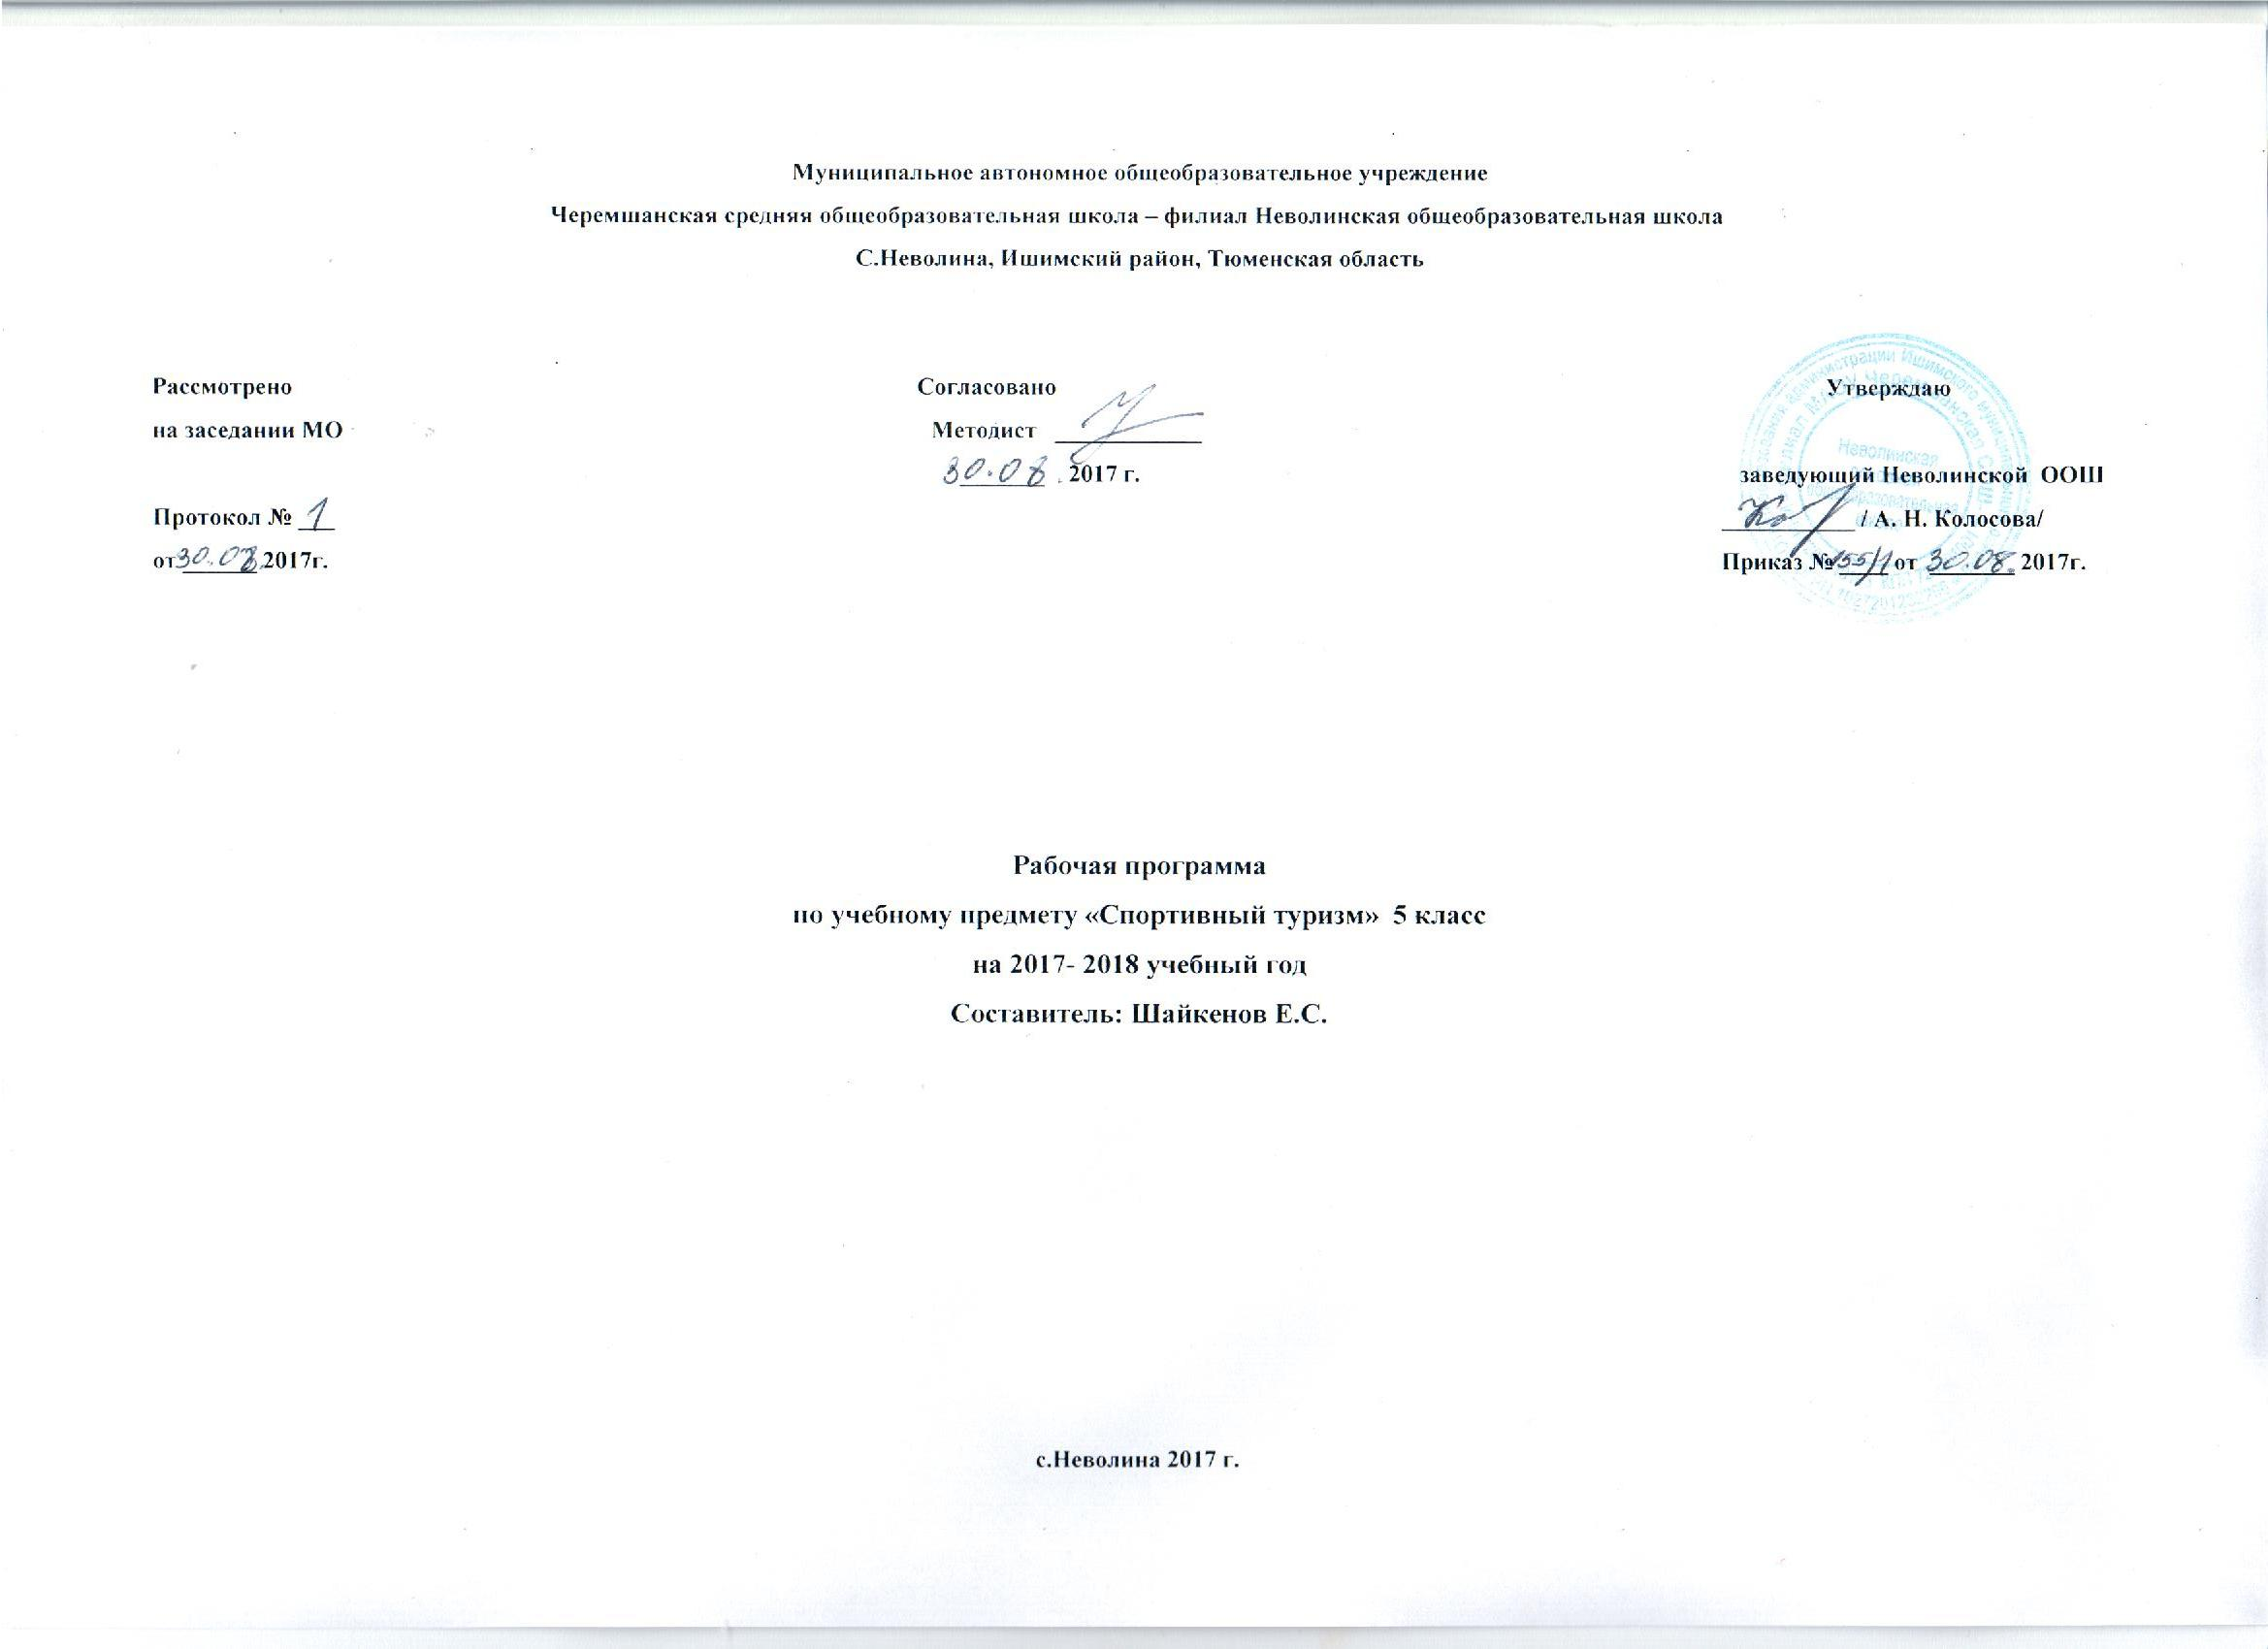 Муниципальное автономное общеобразовательное учреждение
Черемшанская средняя общеобразовательная школа – филиал Неволинская общеобразовательная школа
С.Неволина, Ишимский район, Тюменская область
Рассмотрено
на заседании МО
Протокол № 1
от 30.08.2017г.
Согласовано
Методист
30.08.2017 г.
Утверждаю
заведующий Неволинской ООШ
/ А. Н. Колосова/
Приказ № 155/1 от 30.08. 2017г.
Неволинская
Рабочая программа
по учебному предмету «Спортивный туризм» 5 класс
на 2017- 2018 учебный год
Составитель: Шайкенов Е.С.
с.Неволина 2017 г.